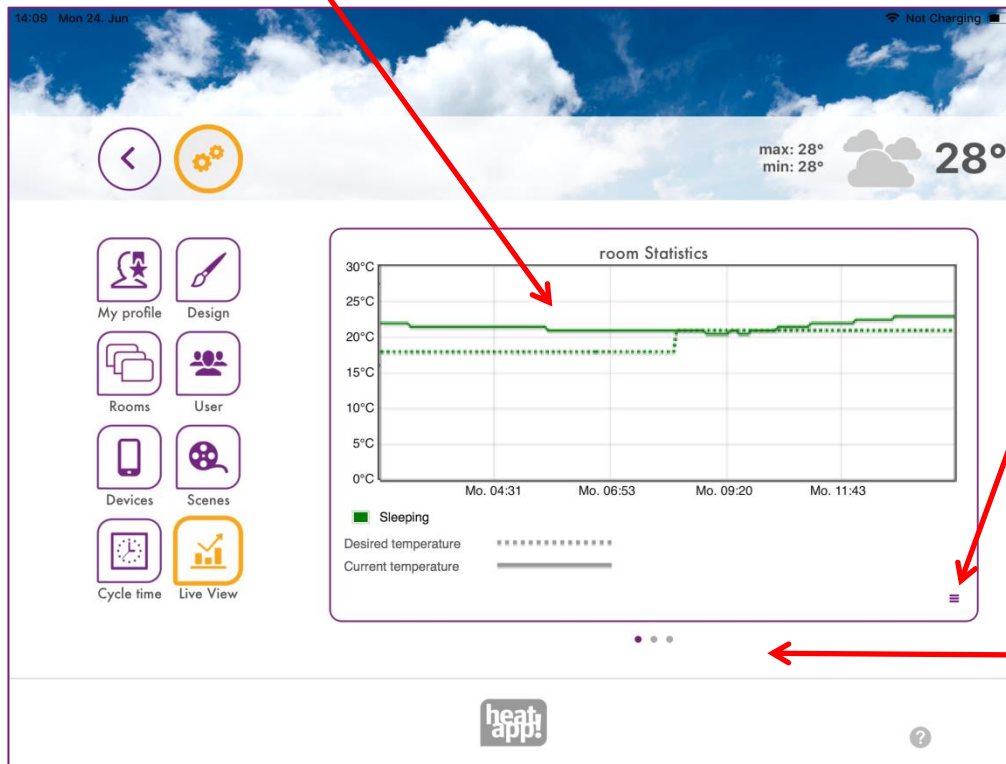 14:09 Mon 24. Jun
Not Charging
max: 28°
min: 28°
28°
My profile
Design
Rooms
User
Devices
Scenes
Cycle time
Live View
room Statistics
30°C
25°C
20°C
15°C
10°C
5°C
0°C
Mo. 04:31 Mo. 06:53 Mo. 09:20 Mo. 11:43
Sleeping
Desired temperature
Current temperature
heat
app!
?